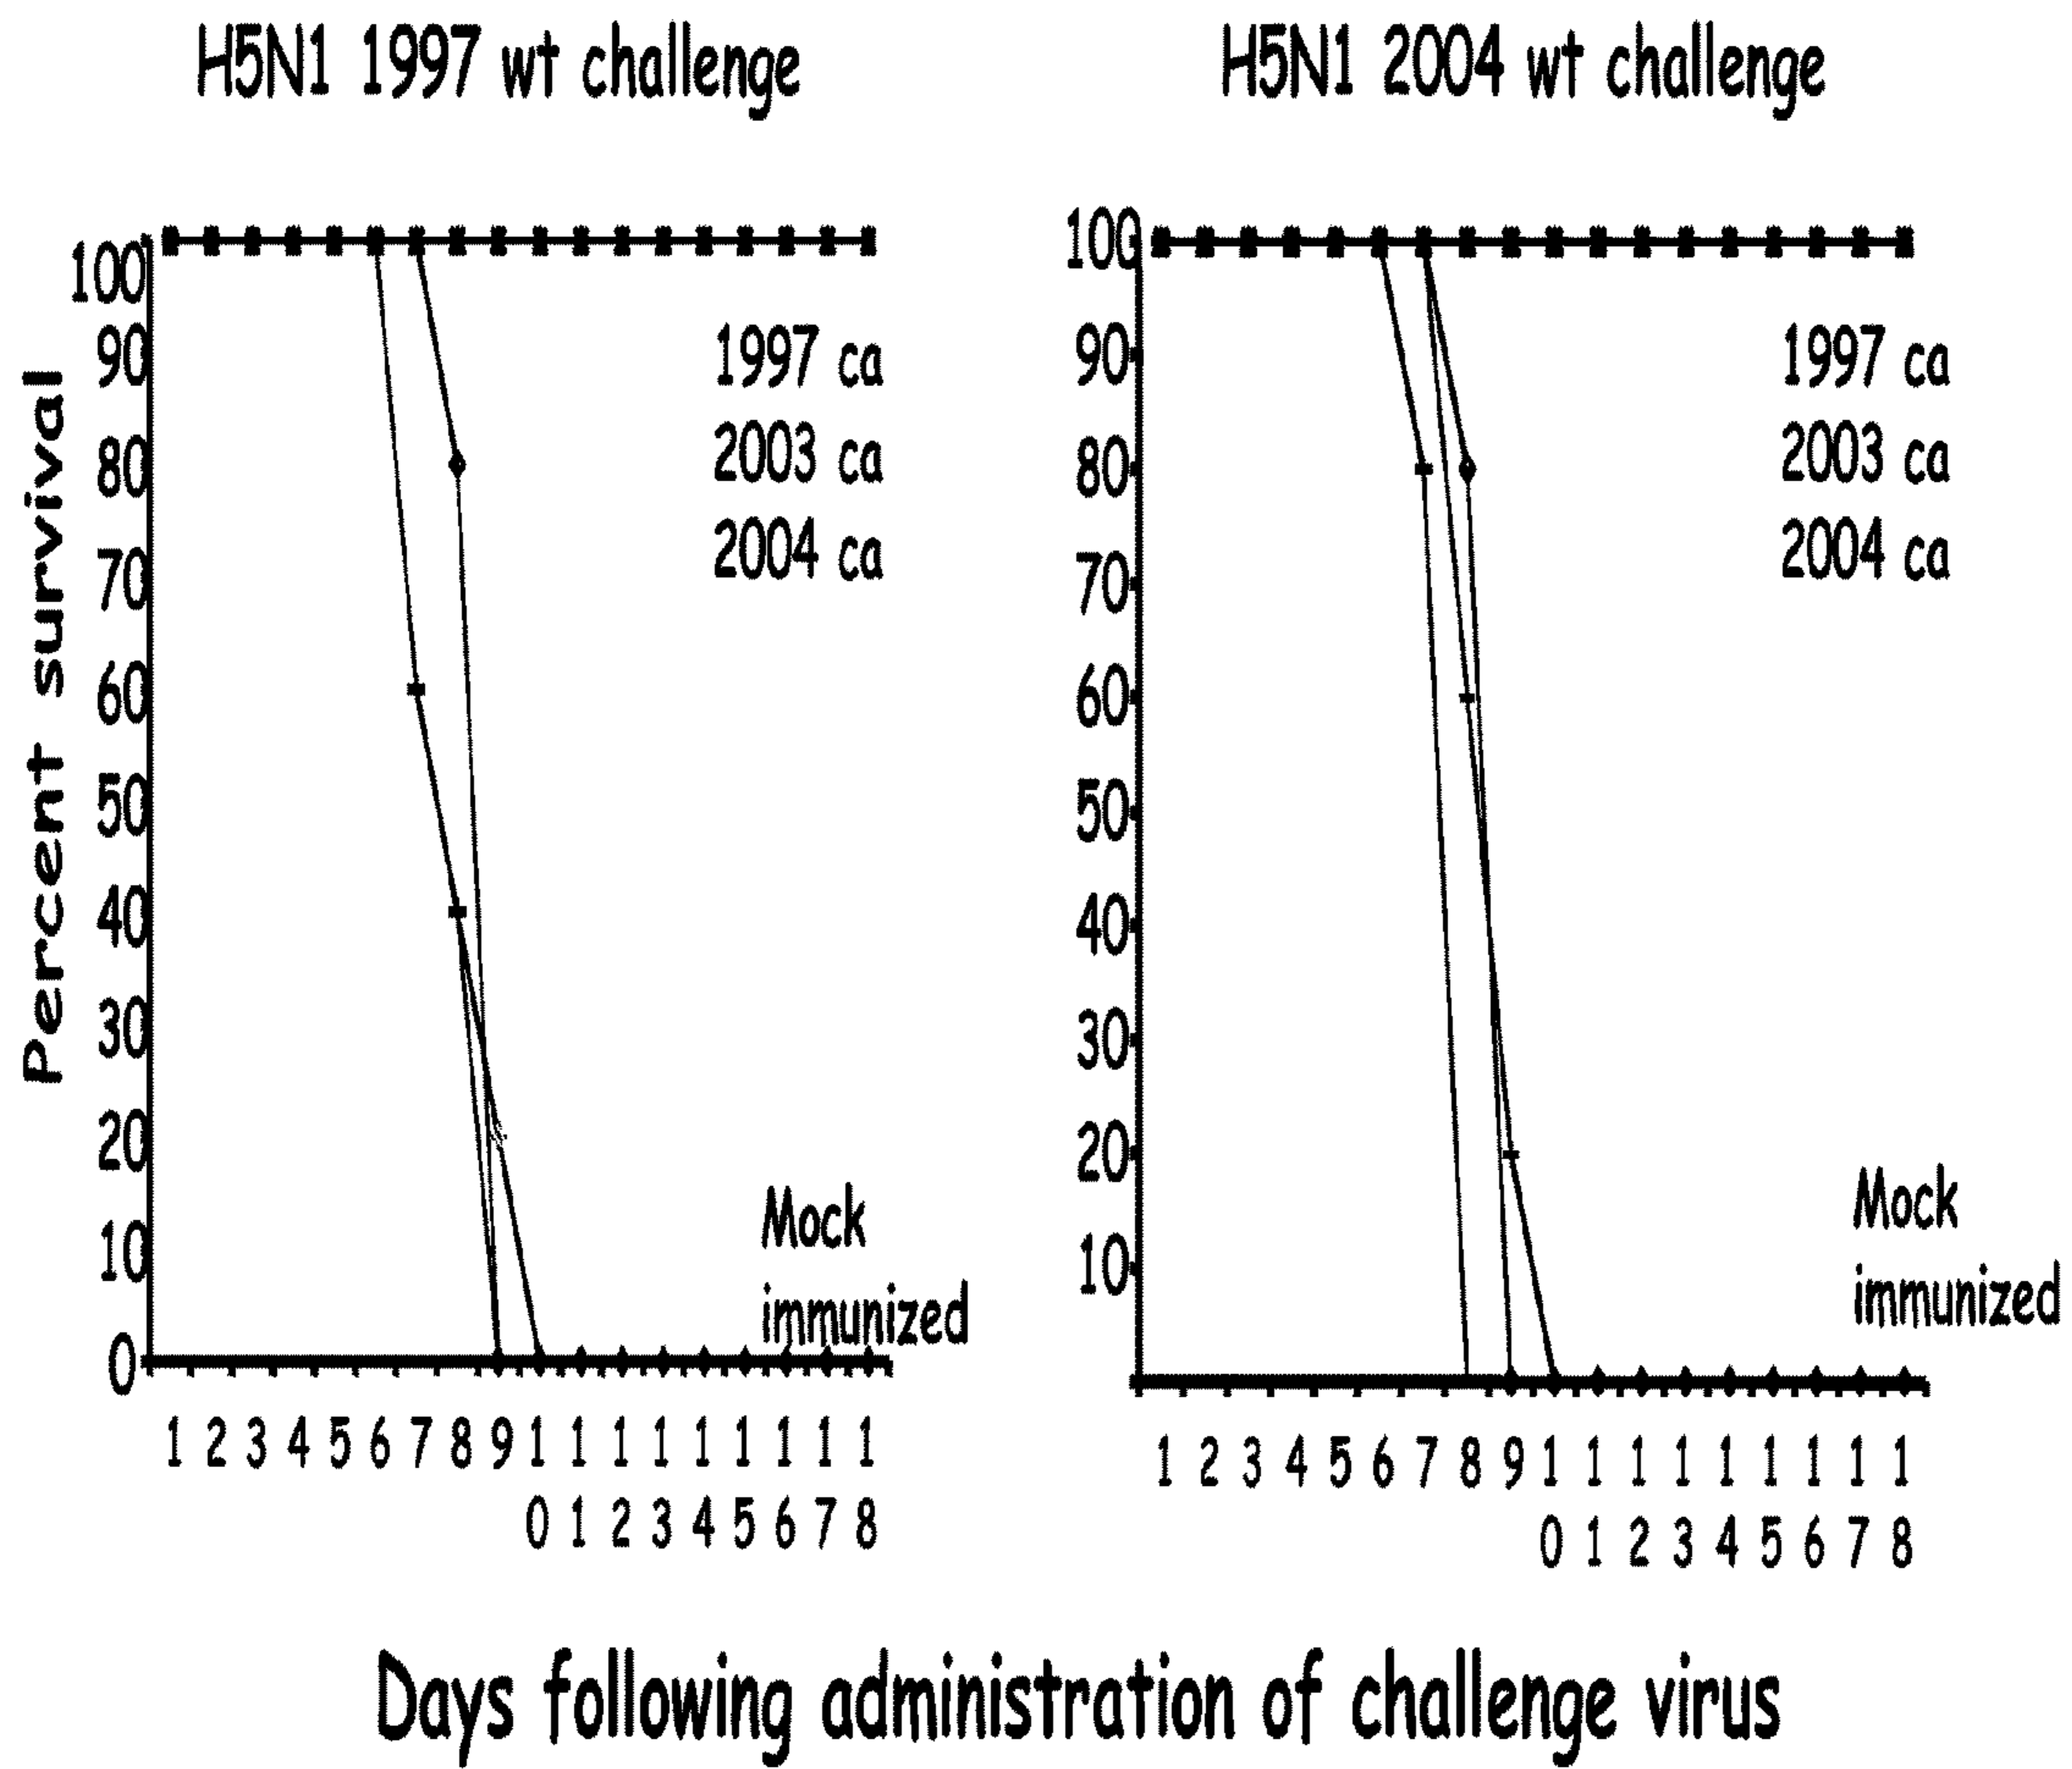 H5N1 1997 wt challenge
H5N1 2004 wt challenge
Percent survival
100
90
80
70
60
50
40
30
20
10
0
1997 ca
2003 ca
2004 ca
Mock
immunized
1 2 3 4 5 6 7 8 9 1 1 1 1 1 1 1 1 1
0 1 2 3 4 5 6 7 8
100
90
80
70
60
50
40
30
20
10
1997 ca
2003 ca
2004 ca
Mock
immunized
1 2 3 4 5 6 7 8 9 1 1 1 1 1 1 1 1 1
0 1 2 3 4 5 6 7 8
Days following administration of challenge virus